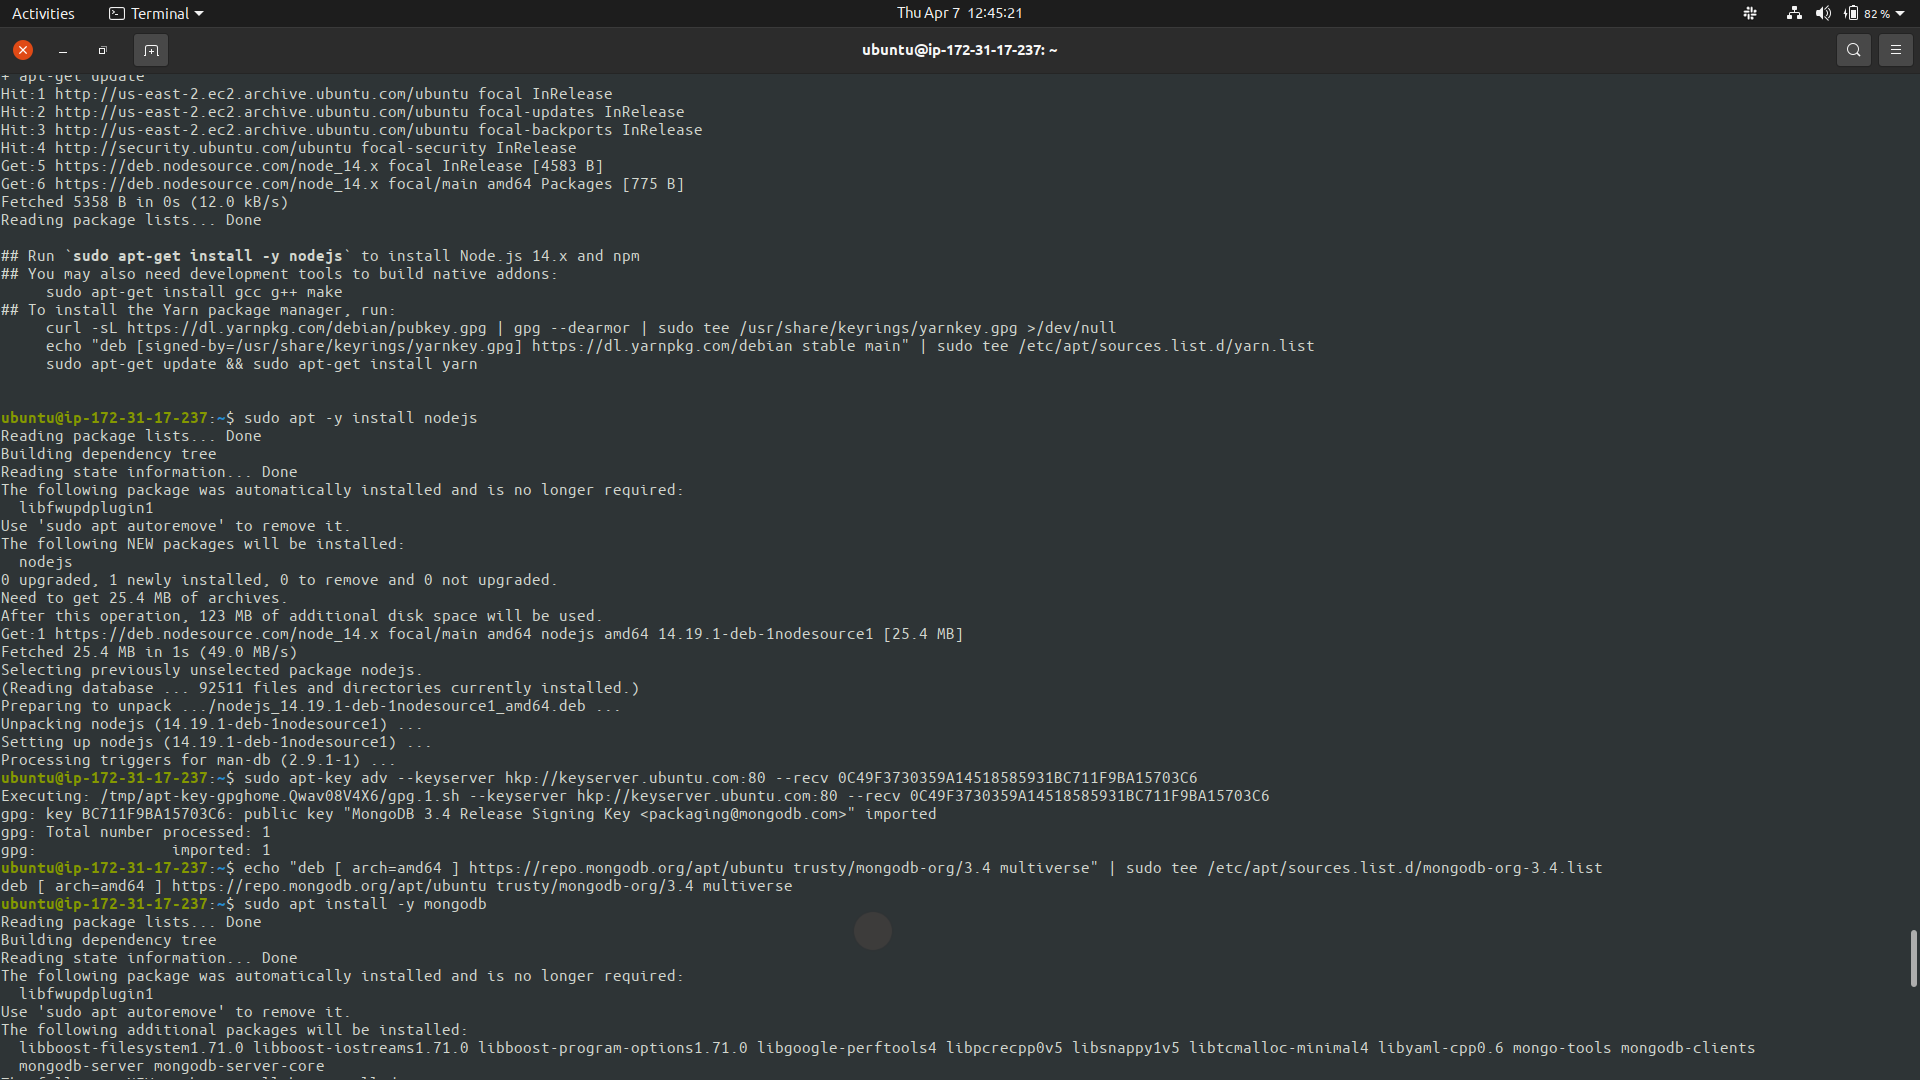 Activities Terminal Thu Apr 7 12:45:21 82 %
ubuntu@ip-172-31-17-237: ~
+ apt-get update
Hit:1 http://us-east-2.ec2.archive.ubuntu.com/ubuntu focal InRelease
Hit:2 http://us-east-2.ec2.archive.ubuntu.com/ubuntu focal-updates InRelease
Hit:3 http://us-east-2.ec2.archive.ubuntu.com/ubuntu focal-backports InRelease
Hit:4 http://security.ubuntu.com/ubuntu focal-security InRelease
Get:5 https://deb.nodesource.com/node_14.x focal InRelease [4583 B]
Get:6 https://deb.nodesource.com/node_14.x focal/main amd64 Packages [775 B]
Fetched 5358 B in 0s (12.0 kB/s)
Reading package lists... Done
## Run `sudo apt-get install -y nodejs` to install Node.js 14.x and npm
## You may also need development tools to build native addons:
     sudo apt-get install gcc g++ make
## To install the Yarn package manager, run:
     curl -sL https://dl.yarnpkg.com/debian/pubkey.gpg | gpg --dearmor | sudo tee /usr/share/keyrings/yarnkey.gpg >/dev/null
     echo "deb [signed-by=/usr/share/keyrings/yarnkey.gpg] https://dl.yarnpkg.com/debian stable main" | sudo tee /etc/apt/sources.list.d/yarn.list
     sudo apt-get update && sudo apt-get install yarn
ubuntu@ip-172-31-17-237:~$ sudo apt -y install nodejs
Reading package lists... Done
Building dependency tree
Reading state information... Done
The following package was automatically installed and is no longer required:
  libfwupdplugin1
Use 'sudo apt autoremove' to remove it.
The following NEW packages will be installed:
  nodejs
0 upgraded, 1 newly installed, 0 to remove and 0 not upgraded.
Need to get 25.4 MB of archives.
After this operation, 123 MB of additional disk space will be used.
Get:1 https://deb.nodesource.com/node_14.x focal/main amd64 nodejs amd64 14.19.1-deb-1nodesource1 [25.4 MB]
Fetched 25.4 MB in 1s (49.0 MB/s)
Selecting previously unselected package nodejs.
(Reading database ... 92511 files and directories currently installed.)
Preparing to unpack .../nodejs_14.19.1-deb-1nodesource1_amd64.deb ...
Unpacking nodejs (14.19.1-deb-1nodesource1) ...
Setting up nodejs (14.19.1-deb-1nodesource1) ...
Processing triggers for man-db (2.9.1-1) ...
ubuntu@ip-172-31-17-237:~$ sudo apt-key adv --keyserver hkp://keyserver.ubuntu.com:80 --recv 0C49F3730359A14518585931BC711F9BA15703C6
Executing: /tmp/apt-key-gpghome.Qwav08V4X6/gpg.1.sh --keyserver hkp://keyserver.ubuntu.com:80 --recv 0C49F3730359A14518585931BC711F9BA15703C6
gpg: key BC711F9BA15703C6: public key "MongoDB 3.4 Release Signing Key <packaging@mongodb.com>" imported
gpg: Total number processed: 1
gpg:               imported: 1
ubuntu@ip-172-31-17-237:~$ echo "deb [ arch=amd64 ] https://repo.mongodb.org/apt/ubuntu trusty/mongodb-org/3.4 multiverse" | sudo tee /etc/apt/sources.list.d/mongodb-org-3.4.list
deb [ arch=amd64 ] https://repo.mongodb.org/apt/ubuntu trusty/mongodb-org/3.4 multiverse
ubuntu@ip-172-31-17-237:~$ sudo apt install -y mongodb
Reading package lists... Done
Building dependency tree
Reading state information... Done
The following package was automatically installed and is no longer required:
  libfwupdplugin1
Use 'sudo apt autoremove' to remove it.
The following additional packages will be installed:
  libboost-filesystem1.71.0 libboost-iostreams1.71.0 libboost-program-options1.71.0 libgoogle-perftools4 libpcrecpp0v5 libsnappy1v5 libtcmalloc-minimal4 libyaml-cpp0.6 mongo-tools mongodb-clients
  mongodb-server mongodb-server-core